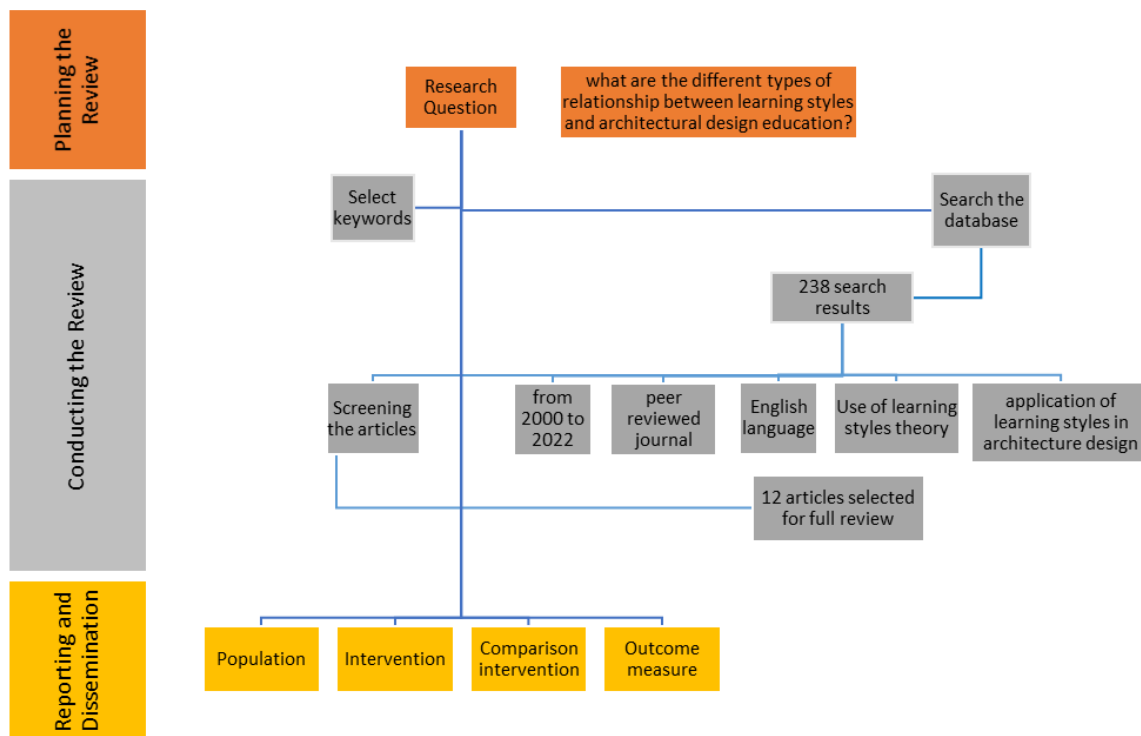 Planning the
Review
Research
Question
what are the different types of
relationship between learning styles
and architectural design education?
Conducting the Review
Select
keywords
Search the
database
238 search
results
Screening
the articles
from
2000 to
2022
peer
reviewed
journal
English
language
Use of learning
styles theory
application of
learning styles in
architecture design
12 articles selected
for full review
Reporting and
Dissemination
Population
Intervention
Comparison
intervention
Outcome
measure